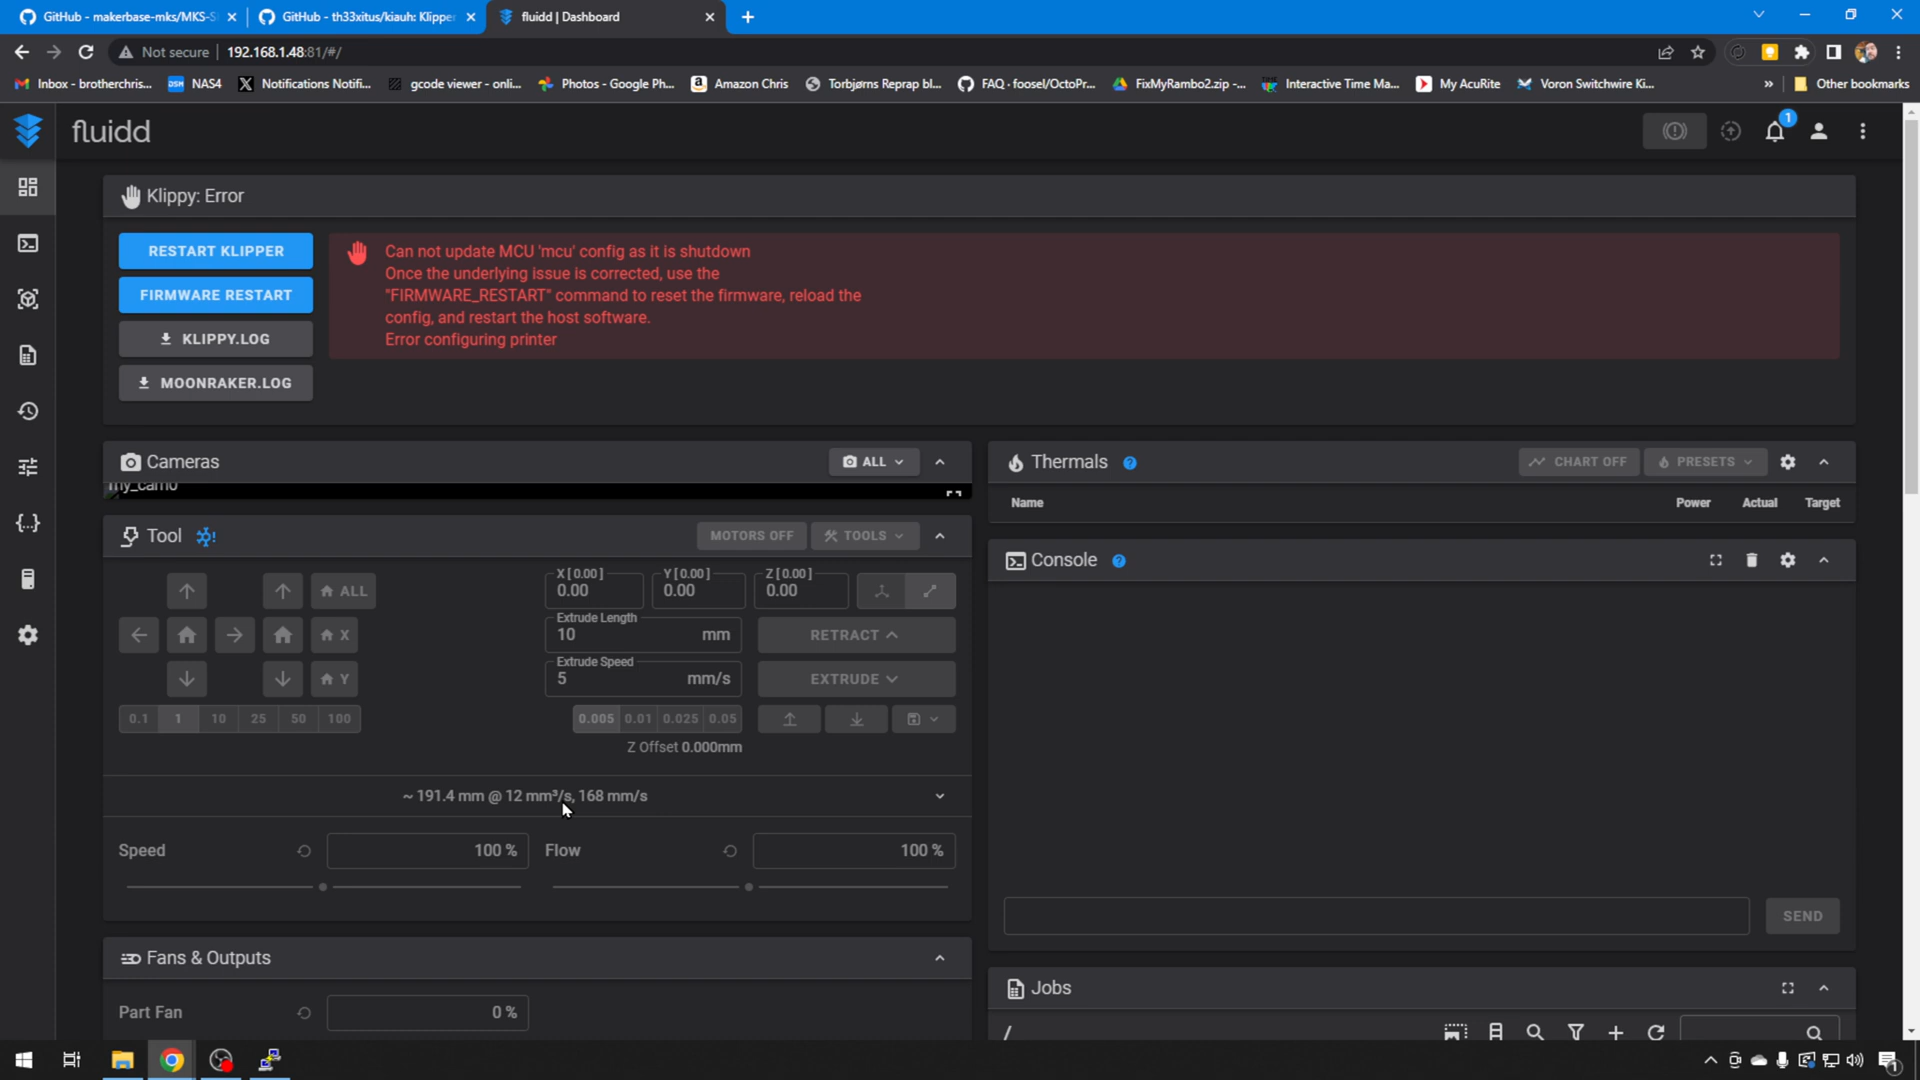 GitHub - makerbase-mks/MKS-S
GitHub - th33xitus/kiauh: Klipper
fluidd | Dashboard
Not secure
192.168.1.48:81/#/
Inbox - brotherchris...
DSM NAS4
Notifications Notifi...
gcode viewer - onli...
Photos - Google Ph...
Amazon Chris
Torbjørns Reprap bl...
FAQ · foosel/OctoPr...
FixMyRambo2.zip -...
Interactive Time Ma...
My AcuRite
Voron Switchwire Ki...
»
Other bookmarks
fluidd
1
Klippy: Error
RESTART KLIPPER
FIRMWARE RESTART
KLIPPY.LOG
MOONRAKER.LOG
Can not update MCU 'mcu' config as it is shutdown
Once the underlying issue is corrected, use the
"FIRMWARE_RESTART" command to reset the firmware, reload the
config, and restart the host software.
Error configuring printer
Cameras
ALL
Tool
MOTORS OFF
TOOLS
ALL
X
Y
0.1 1 10 25 50 100
X [ 0.00 ]
0.00
Y [ 0.00 ]
0.00
Z [ 0.00 ]
0.00
Extrude Length
10 mm
RETRACT
Extrude Speed
5 mm/s
EXTRUDE
0.005 0.01 0.025 0.05
Z Offset 0.000mm
~ 191.4 mm @ 12 mm³/s, 168 mm/s
Speed
100 %
Flow
100 %
Fans & Outputs
Part Fan
0 %
Thermals
CHART OFF
PRESETS
Name Power Actual Target
Console
SEND
Jobs
/
1